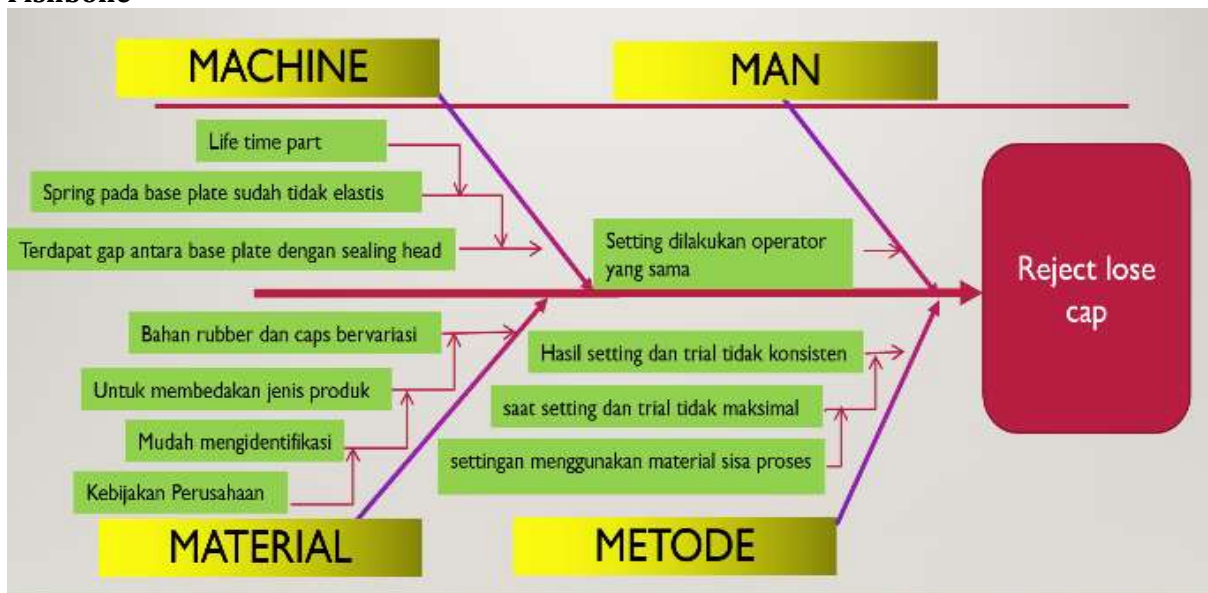 MACHINE
MAN
Life time part
Spring pada base plate sudah tidak elastis
Terdapat gap antara base plate dengan sealing head
Setting dilakukan operator
yang sama
Reject lose
cap
Bahan rubber dan caps bervariasi
Untuk membedakan jenis produk
Mudah mengidentifikasi
Kebijakan Perusahaan
Hasil setting dan trial tidak konsisten
saat setting dan trial tidak maksimal
settingan menggunakan material sisa proses
MATERIAL
METODE